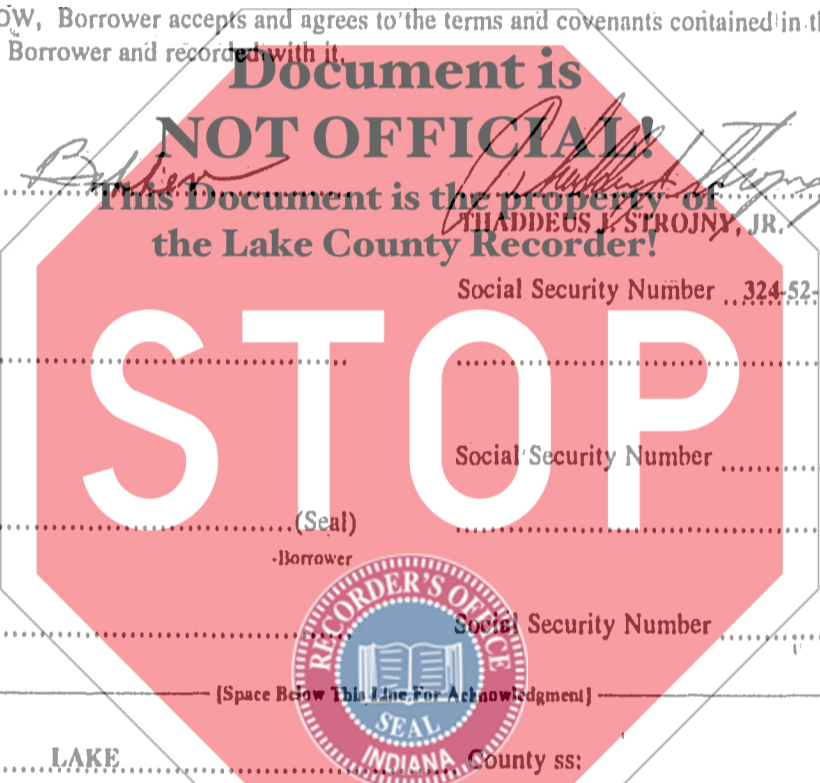 OW, Borrower accepts and agrees to the terms and covenants contained in
Borrower and recorded with it.
Document is
NOT OFFICIAL!
This Document is the property of
the Lake County Recorder!
THADDEUS J. STROJNY, JR.
Social Security Number 324-52-
STOP
Social Security Number
(Seal)
-Borrower
Social Security Number
RECORDER'S OFFICE
SEAL
INDIANA
[Space Below This Line For Acknowledgment]
LAKE County ss: